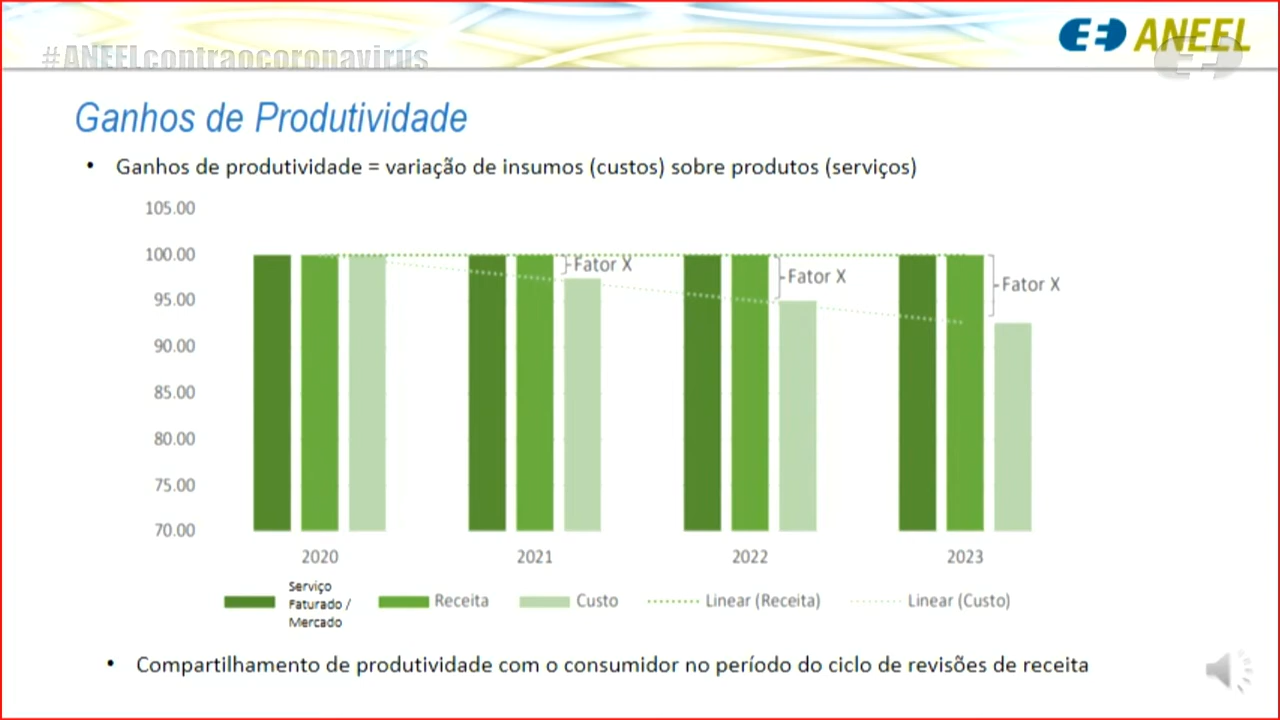 #ANEELcontraocoronavirus
ANEEL
Ganhos de Produtividade
• Ganhos de produtividade = variação de insumos (custos) sobre produtos (serviços)
105.00
100.00
95.00
90.00
85.00
80.00
75.00
70.00
Fator X
Fator X
Fator X
2020 2021 2022 2023
Serviço
Faturado /
Mercado
Receita Custo Linear (Receita) Linear (Custo)
• Compartilhamento de produtividade com o consumidor no período do ciclo de revisões de receita